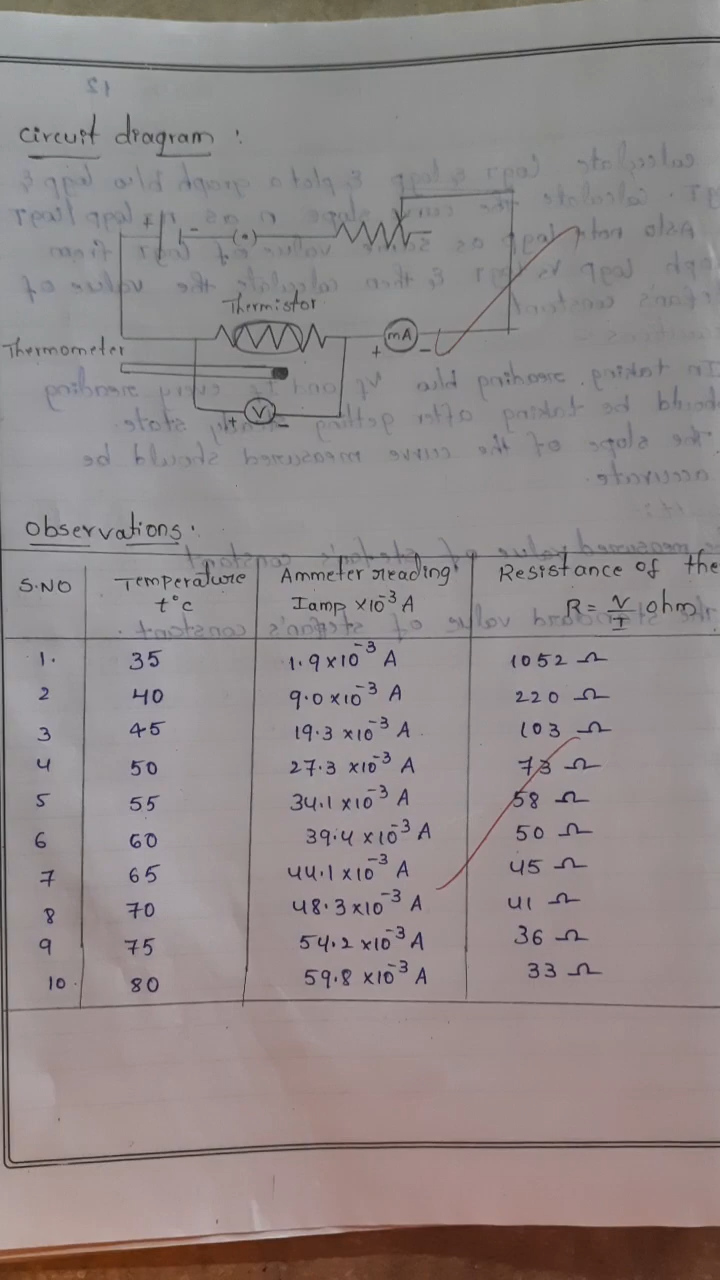 circuit diagram :
+ - (•)
Thermistor
mA
+ -
Thermometer
+ V -
Observations:
S.NO Temperature t°c Ammeter reading Iamp ×10⁻³ A Resistance of the R = V/I ohm
1. 35 1.9×10⁻³ A 1052 Ω
2 40 9.0×10⁻³ A 220 Ω
3 45 19.3 ×10⁻³ A 103 Ω
4 50 27.3 ×10⁻³ A 73 Ω
5 55 34.1×10⁻³ A 58 Ω
6 60 39.4×10⁻³ A 50 Ω
7 65 44.1×10⁻³ A 45 Ω
8 70 48.3×10⁻³ A 41 Ω
9 75 54.2×10⁻³ A 36 Ω
10. 80 59.8×10⁻³ A 33 Ω